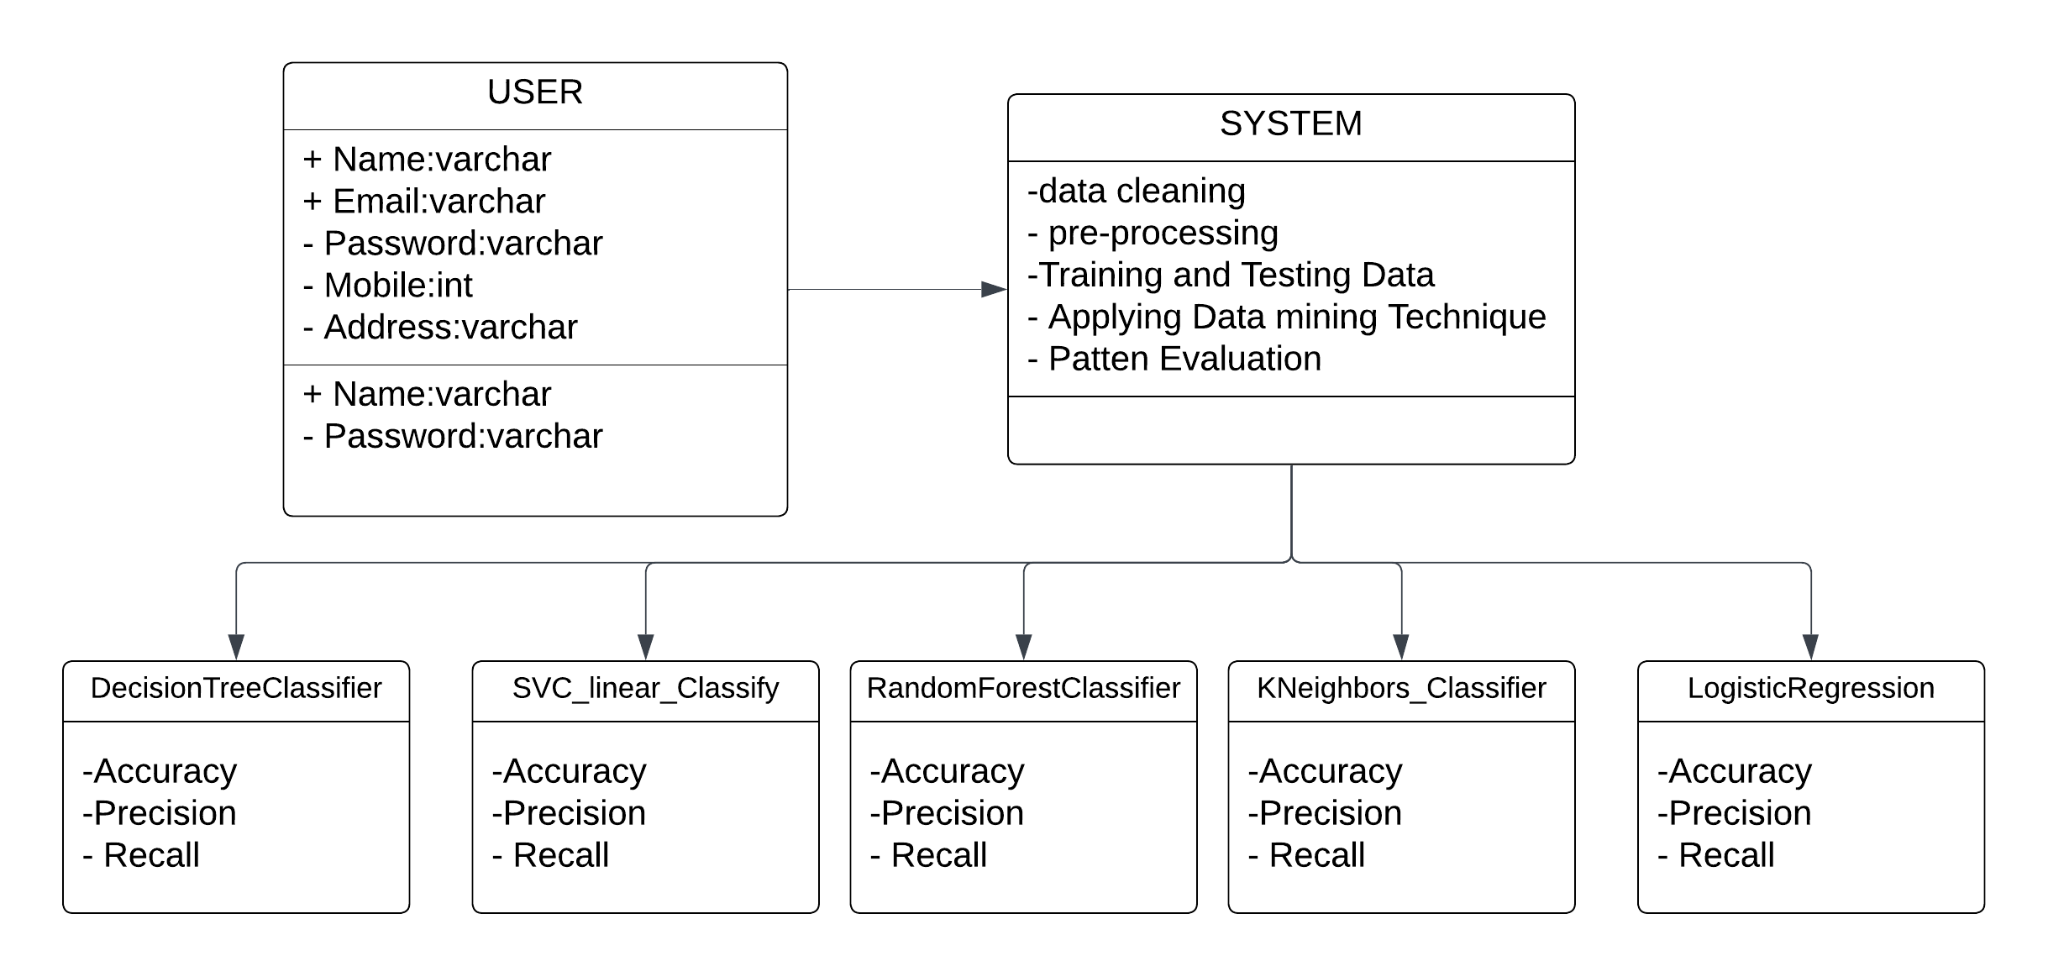 USER
+ Name:varchar
+ Email:varchar
- Password:varchar
- Mobile:int
- Address:varchar
+ Name:varchar
- Password:varchar
SYSTEM
-data cleaning
- pre-processing
-Training and Testing Data
- Applying Data mining Technique
- Patten Evaluation
DecisionTreeClassifier
-Accuracy
-Precision
- Recall
SVC_linear_Classify
-Accuracy
-Precision
- Recall
RandomForestClassifier
-Accuracy
-Precision
- Recall
KNeighbors_Classifier
-Accuracy
-Precision
- Recall
LogisticRegression
-Accuracy
-Precision
- Recall